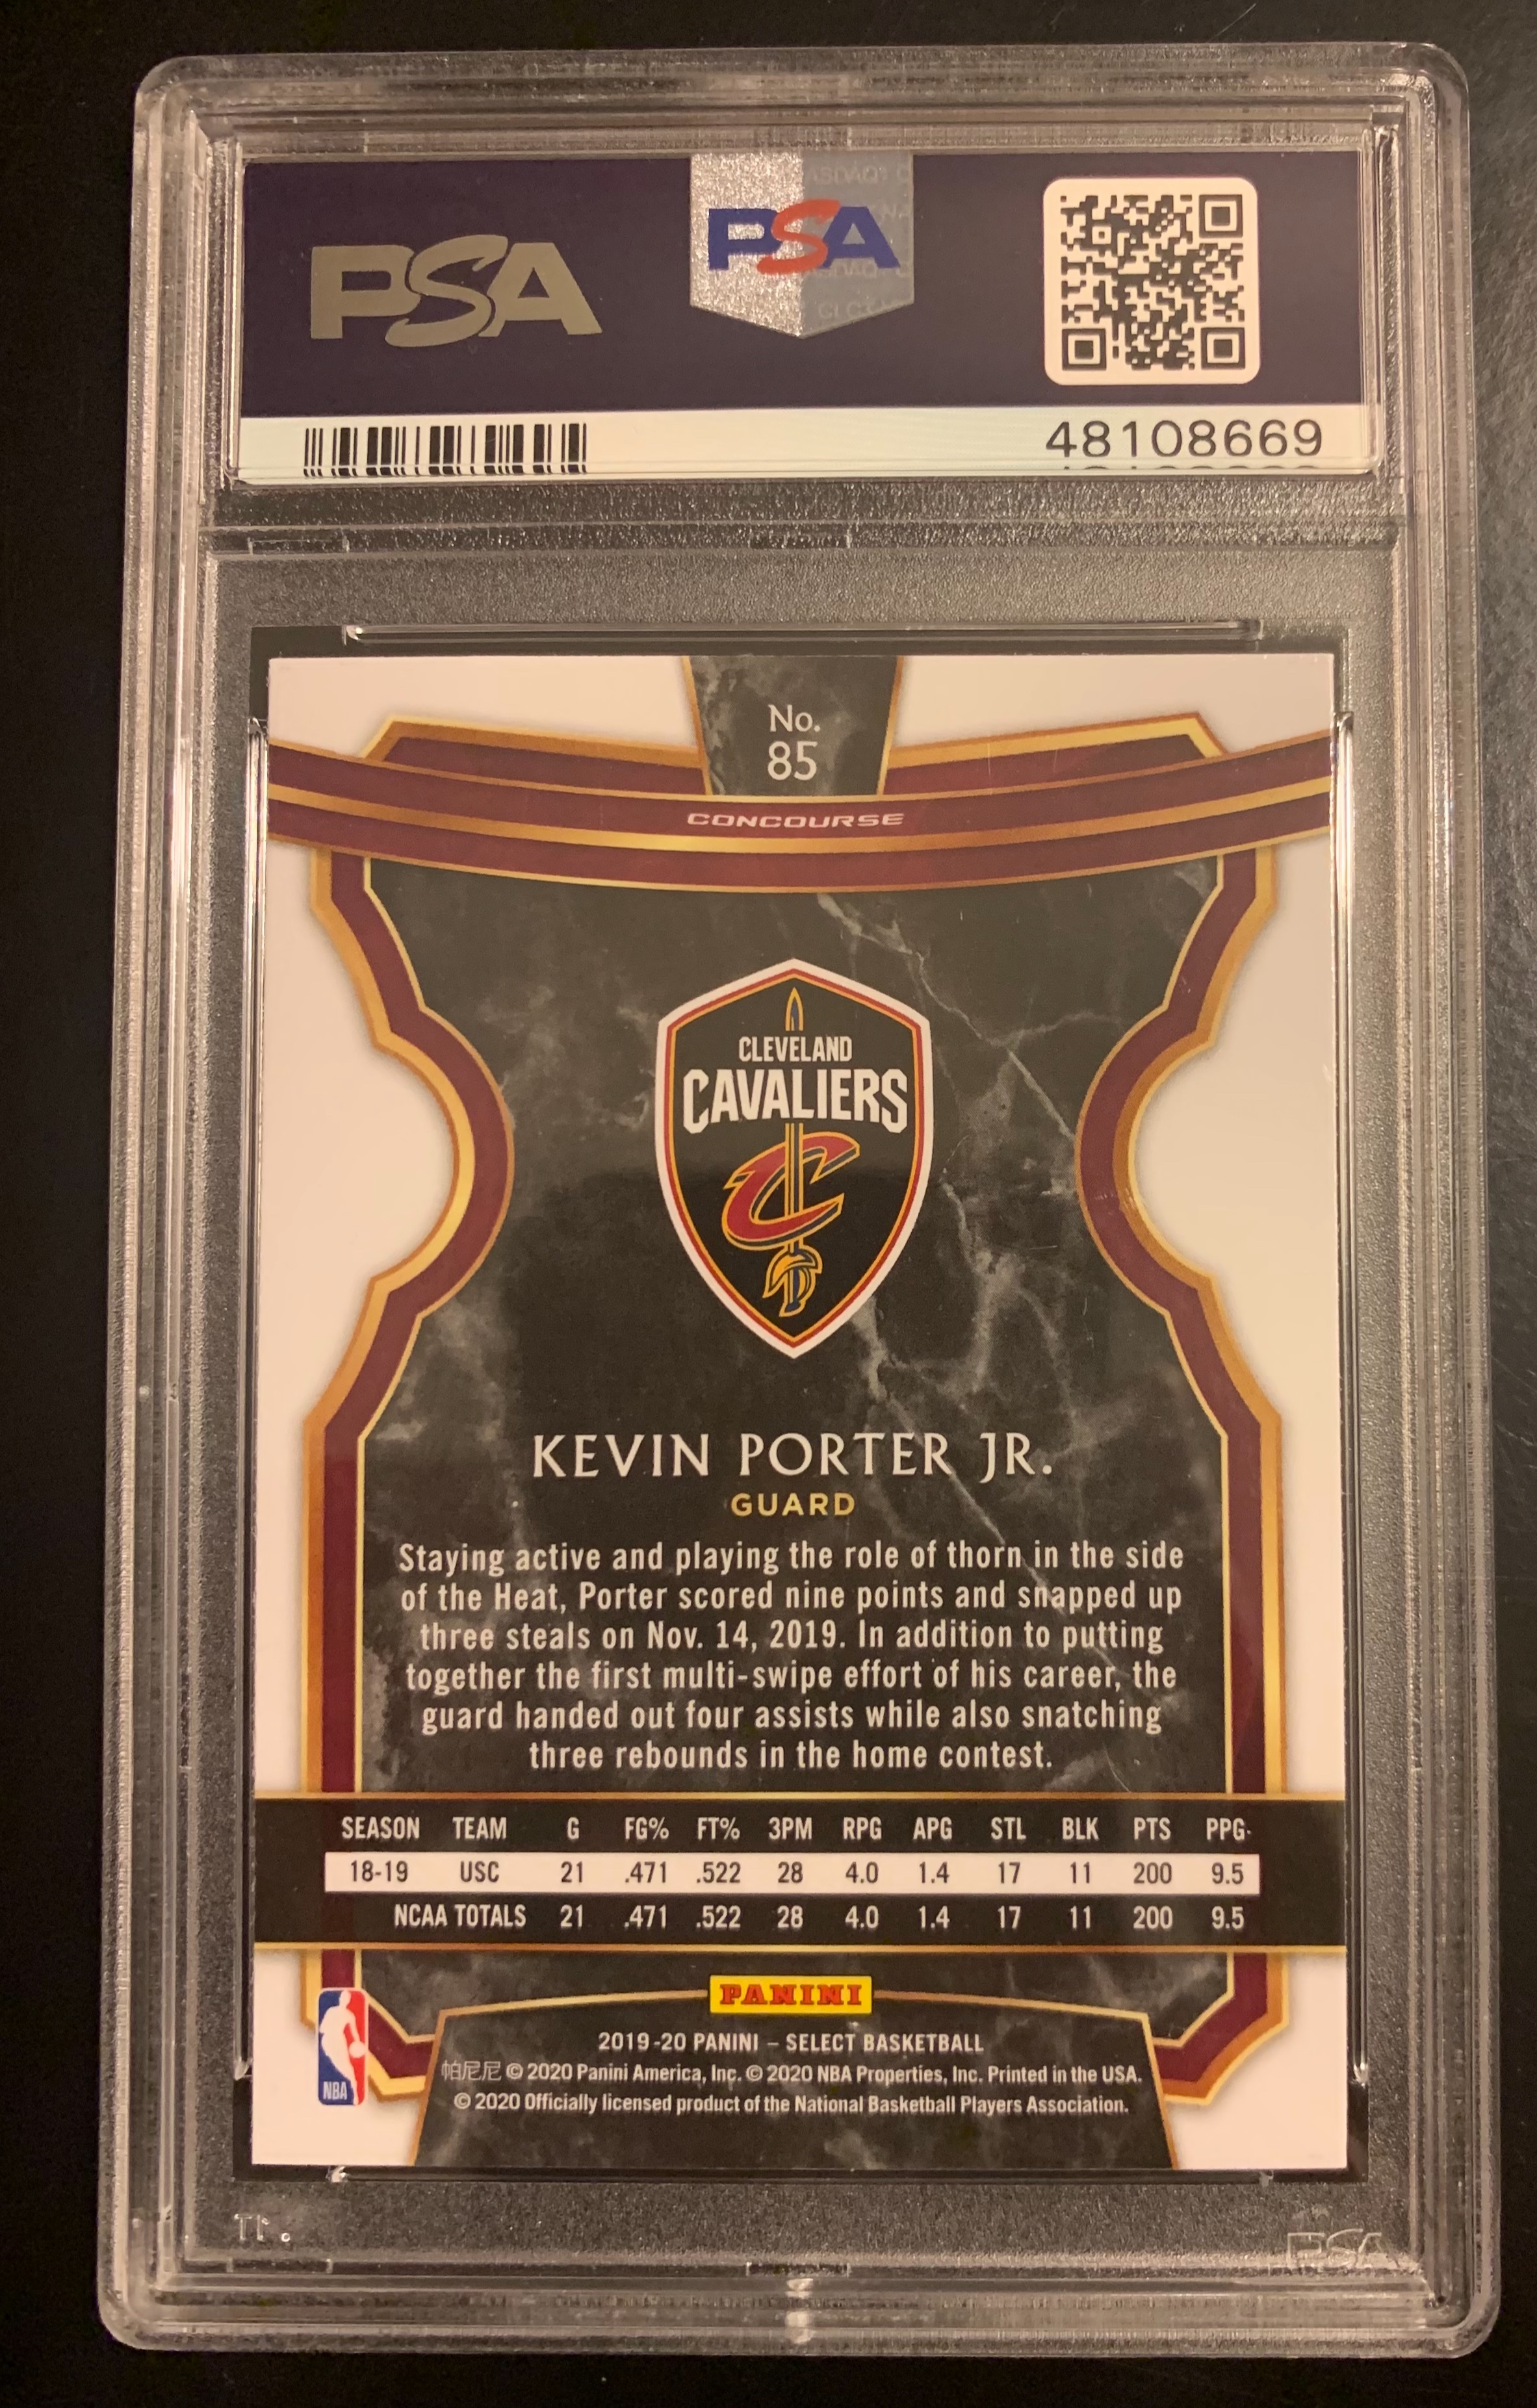 PSA
PSA
48108669
No.
85
CONCOURSE
CLEVELAND
CAVALIERS
C
KEVIN PORTER JR.
GUARD
Staying active and playing the role of thorn in the side
of the Heat, Porter scored nine points and snapped up
three steals on Nov. 14, 2019. In addition to putting
together the first multi-swipe effort of his career, the
guard handed out four assists while also snatching
three rebounds in the home contest.
SEASON TEAM G FG% FT% 3PM RPG APG STL BLK PTS PPG
18-19 USC 21 .471 .522 28 4.0 1.4 17 11 200 9.5
NCAA TOTALS 21 .471 .522 28 4.0 1.4 17 11 200 9.5
PANINI
NBA
2019-20 PANINI – SELECT BASKETBALL
帕尼尼 © 2020 Panini America, Inc. © 2020 NBA Properties, Inc. Printed in the USA.
© 2020 Officially licensed product of the National Basketball Players Association.
PSA